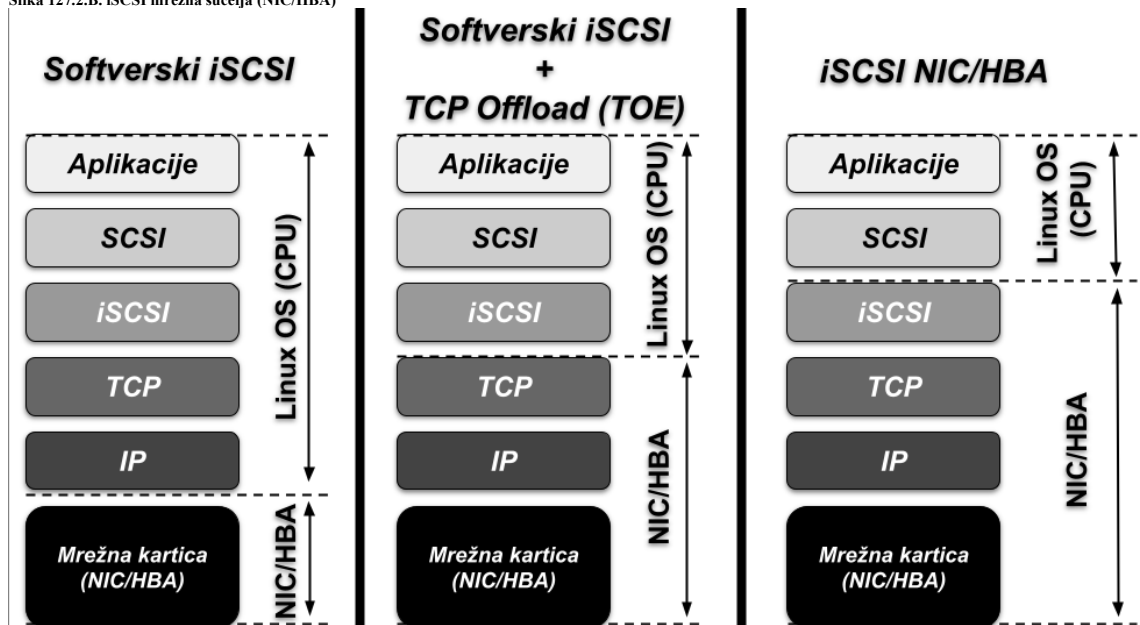 Slika 127.2.B. iSCSI mrežna sučelja (NIC/HBA)
Softverski iSCSI
Aplikacije
SCSI
iSCSI
TCP
IP
Mrežna kartica
(NIC/HBA)
Linux OS (CPU)
NIC/HBA
Softverski iSCSI
+
TCP Offload (TOE)
Aplikacije
SCSI
iSCSI
TCP
IP
Mrežna kartica
(NIC/HBA)
Linux OS (CPU)
NIC/HBA
iSCSI NIC/HBA
Aplikacije
SCSI
iSCSI
TCP
IP
Mrežna kartica
(NIC/HBA)
Linux OS
(CPU)
NIC/HBA